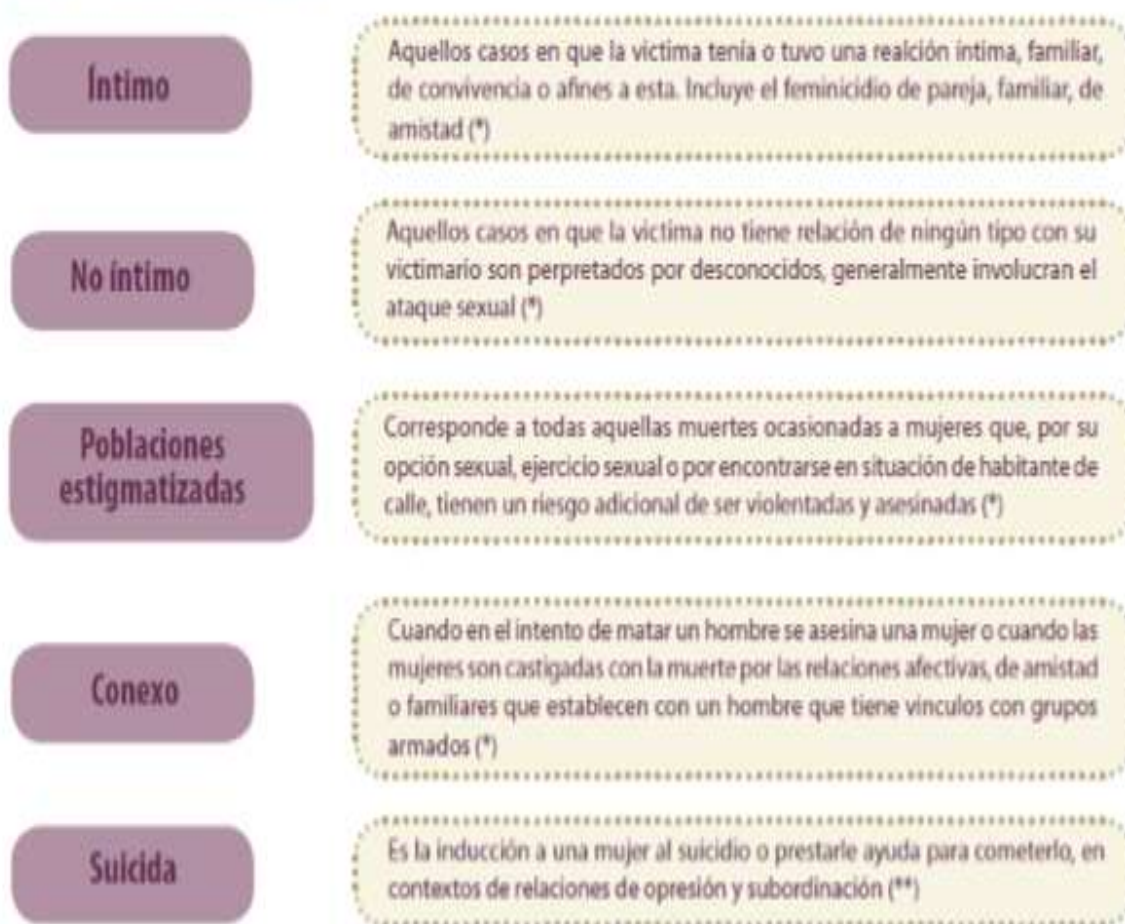 Íntimo
Aquellos casos en que la victima tenía o tuvo una realción íntima, familiar,
de convivencia o afines a esta. Incluye el feminicidio de pareja, familiar, de
amistad (*)
No íntimo
Aquellos casos en que la victima no tiene relación de ningún tipo con su
victimario son perpretados por desconocidos, generalmente involucran el
ataque sexual (*)
Poblaciones
estigmatizadas
Corresponde a todas aquellas muertes ocasionadas a mujeres que, por su
opción sexual, ejercicio sexual o por encontrarse en situación de habitante de
calle, tienen un riesgo adicional de ser violentadas y asesinadas (*)
Conexo
Cuando en el intento de matar un hombre se asesina una mujer o cuando las
mujeres son castigadas con la muerte por las relaciones afectivas, de amistad
o familiares que establecen con un hombre que tiene vínculos con grupos
armados (*)
Suicida
Es la inducción a una mujer al suicidio o prestarle ayuda para cometerlo, en
contextos de relaciones de opresión y subordinación (**)